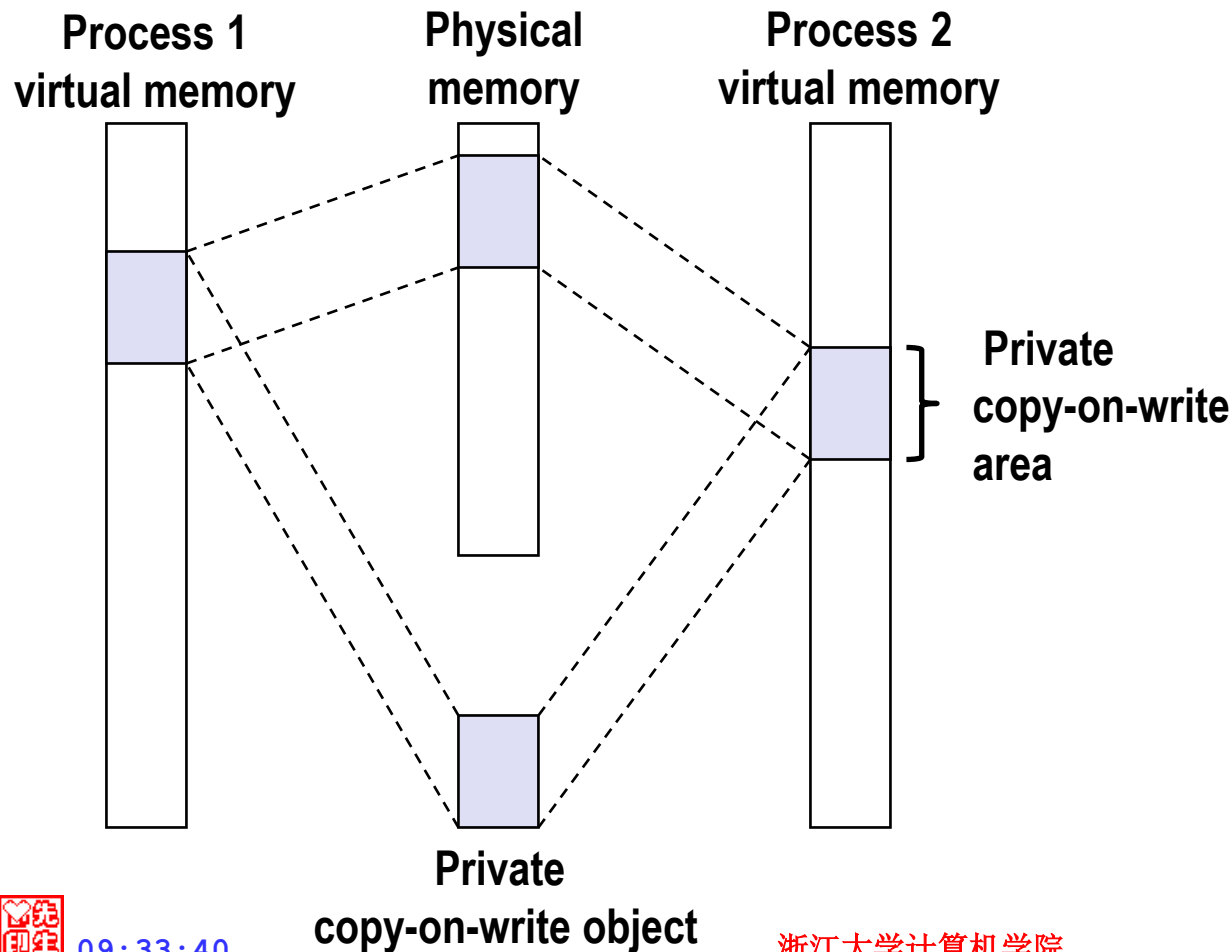 Process 1
virtual memory
Physical
memory
Process 2
virtual memory
Private
copy-on-write
area
Private
copy-on-write object
09:33:40
浙江大学计算机学院